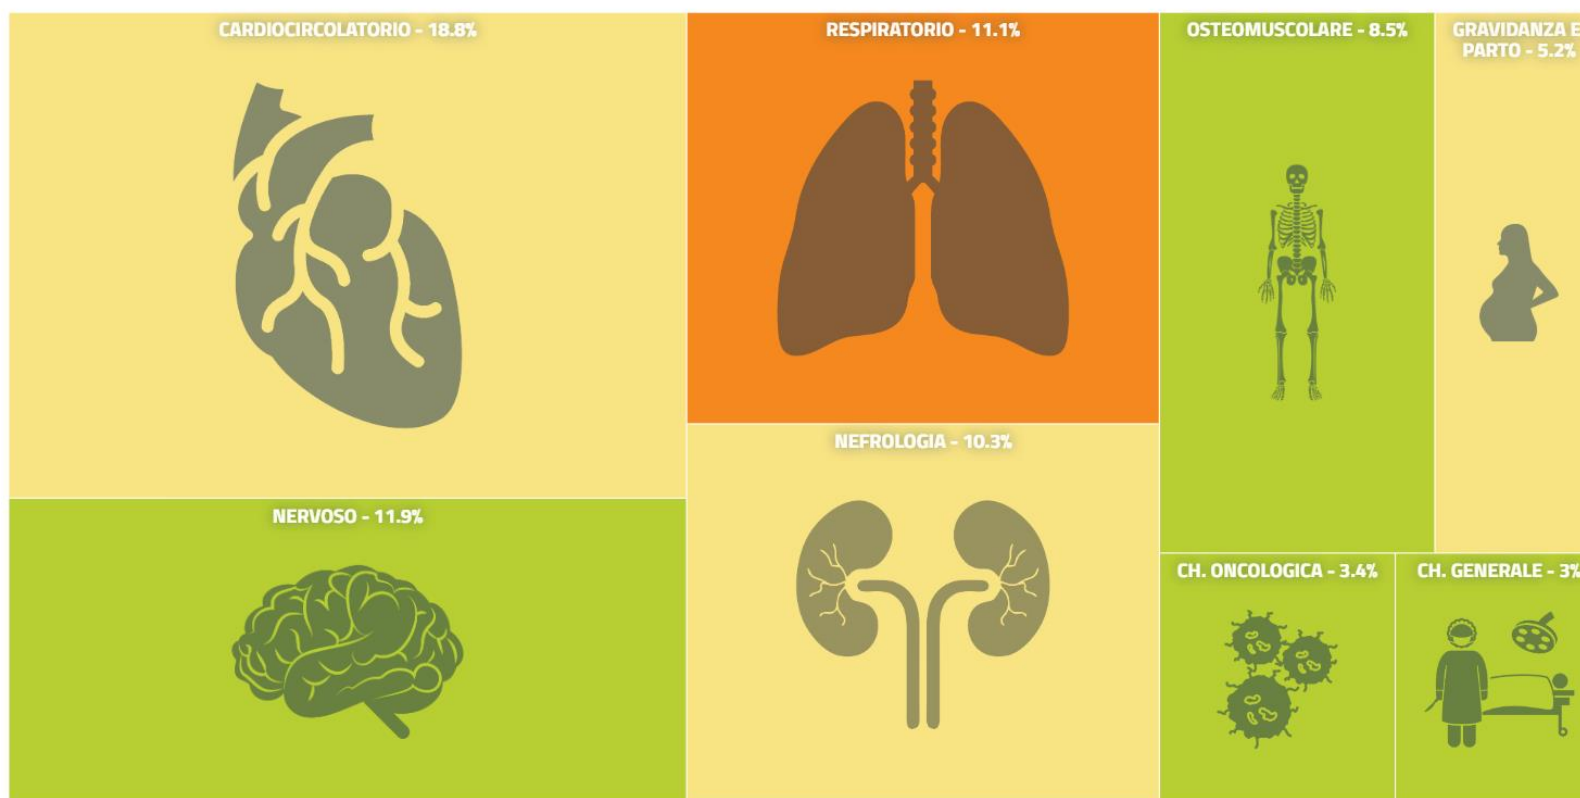 CARDIOCIRCOLATORIO - 18.8%
RESPIRATORIO - 11.1%
OSTEOMUSCOLARE - 8.5%
GRAVIDANZA E
PARTO - 5.2%
NEFROLOGIA - 10.3%
NERVOSO - 11.9%
CH. ONCOLOGICA - 3.4%
CH. GENERALE - 3%